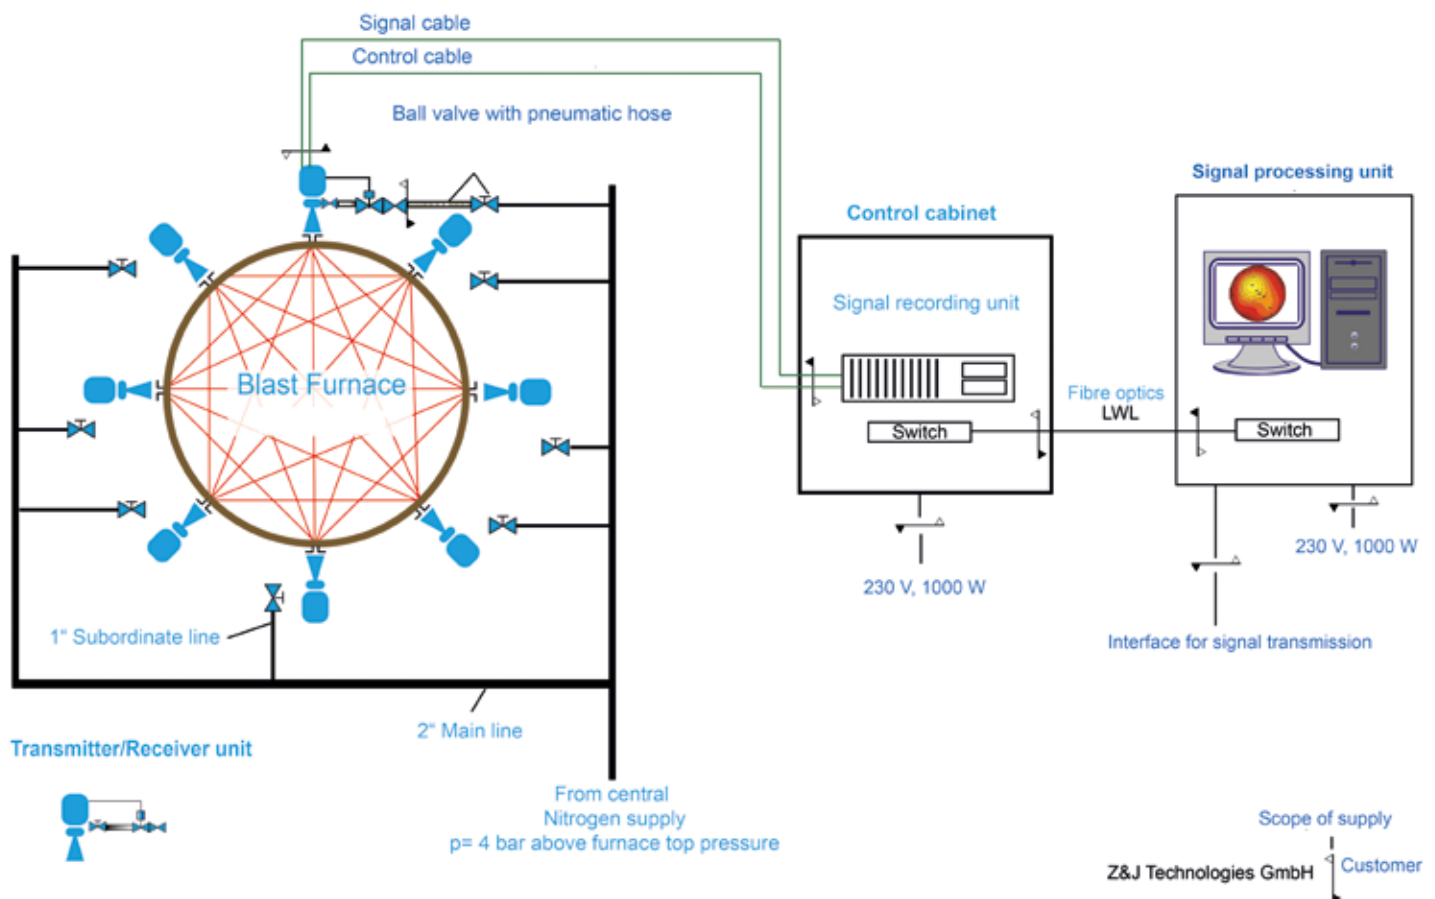 Signal cable
Control cable
Ball valve with pneumatic hose
Signal processing unit
Control cabinet
Signal recording unit
Blast Furnace
Fibre optics
LWL
Switch
Switch
230 V, 1000 W
230 V, 1000 W
1" Subordinate line
Interface for signal transmission
2" Main line
Transmitter/Receiver unit
From central
Nitrogen supply
p= 4 bar above furnace top pressure
Scope of supply
Z&J Technologies GmbH
Customer